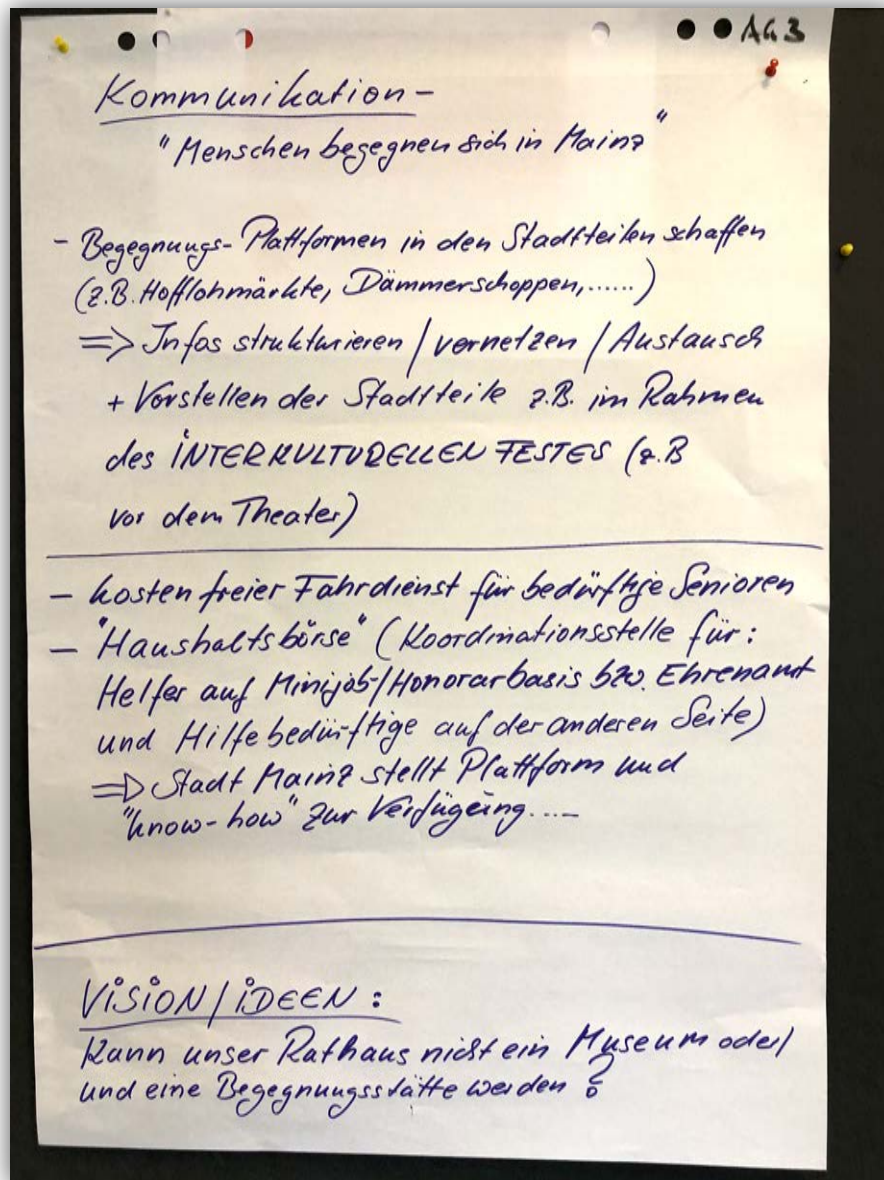 AG3
Kommunikation -
"Menschen begegnen sich in Mainz"
- Begegnungs-Plattformen in den Stadtteilen schaffen
(z.B. Hofflohmärkte, Dämmerschoppen,......)
=> Infos strukturieren / vernetzen / Austausch
+ Vorstellen der Stadtteile z.B. im Rahmen
des INTERKULTURELLEN FESTES (z.B
vor dem Theater)
- kostenfreier Fahrdienst für bedürftige Senioren
- "Haushaltsbörse" (Koordinationsstelle für:
Helfer auf Minijob-/Honorarbasis bzw. Ehrenamt
und Hilfebedürftige auf der anderen Seite)
=> Stadt Mainz stellt Plattform und
"know-how" zur Verfügung.....
VISION / IDEEN :
Kann unser Rathaus nicht ein Museum oder/
und eine Begegnungsstätte werden ?